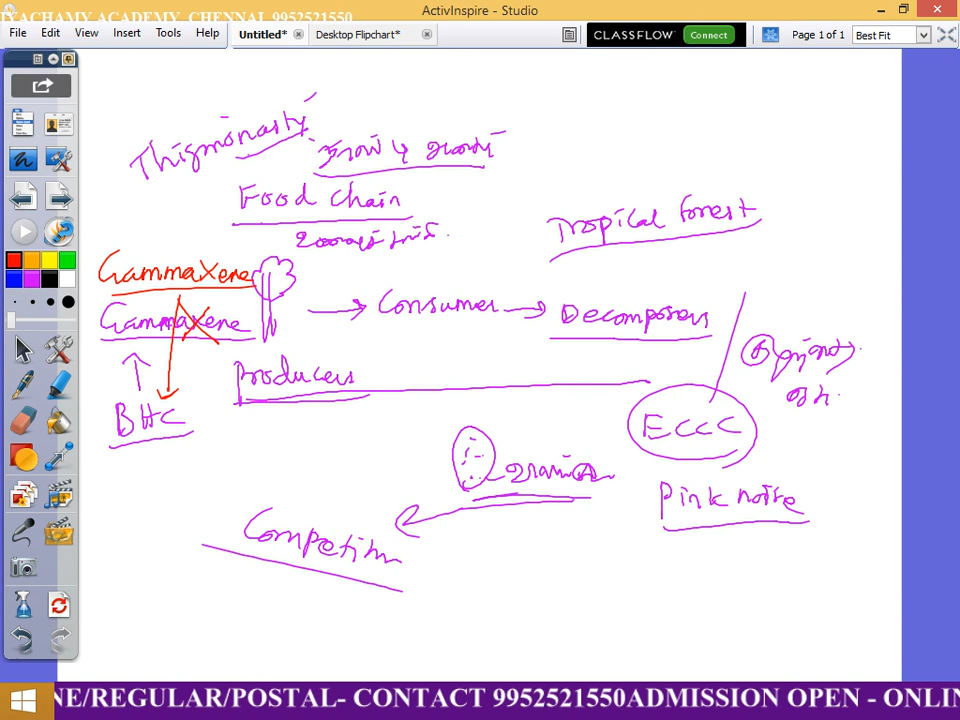 ActivInspire - Studio
IYACHAMY ACADEMY, CHENNAI 9952521550
File Edit View Insert Tools Help
Untitled* Desktop Flipchart*
CLASSFLOW Connect
Page 1 of 1 Best Fit
Thigmonasty
Food chain
Tropical forest
Gammaxene
Gammaxene
Consumer
Decomposers
Producers
BHC
ECCC
Pink noise
Competition
NE/REGULAR/POSTAL- CONTACT 9952521550ADMISSION OPEN - ONLIN